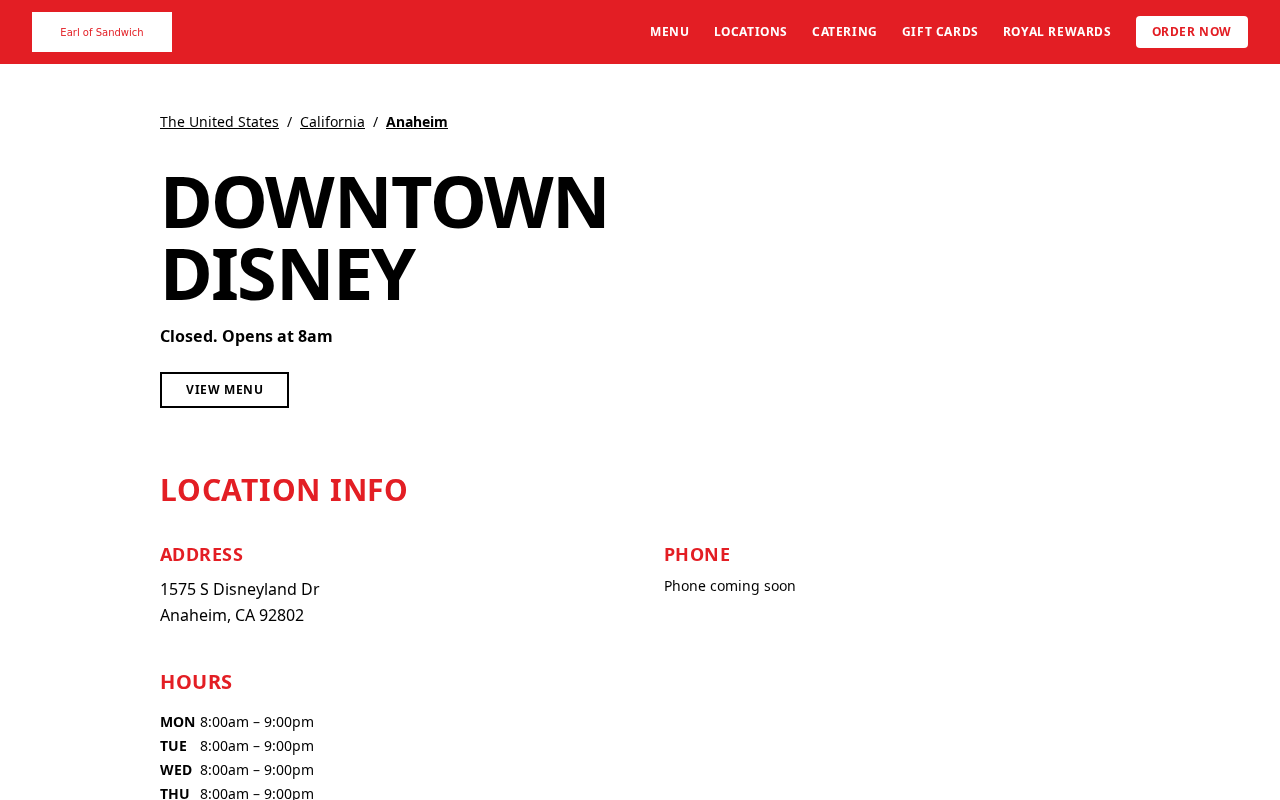 Earl of Sandwich
MENU
LOCATIONS
CATERING
GIFT CARDS
ROYAL REWARDS
ORDER NOW
The United States / California / Anaheim
DOWNTOWN
DISNEY
Closed. Opens at 8am
VIEW MENU
LOCATION INFO
ADDRESS
1575 S Disneyland Dr
Anaheim, CA 92802
PHONE
Phone coming soon
HOURS
MON 8:00am – 9:00pm
TUE 8:00am – 9:00pm
WED 8:00am – 9:00pm
THU 8:00am – 9:00pm